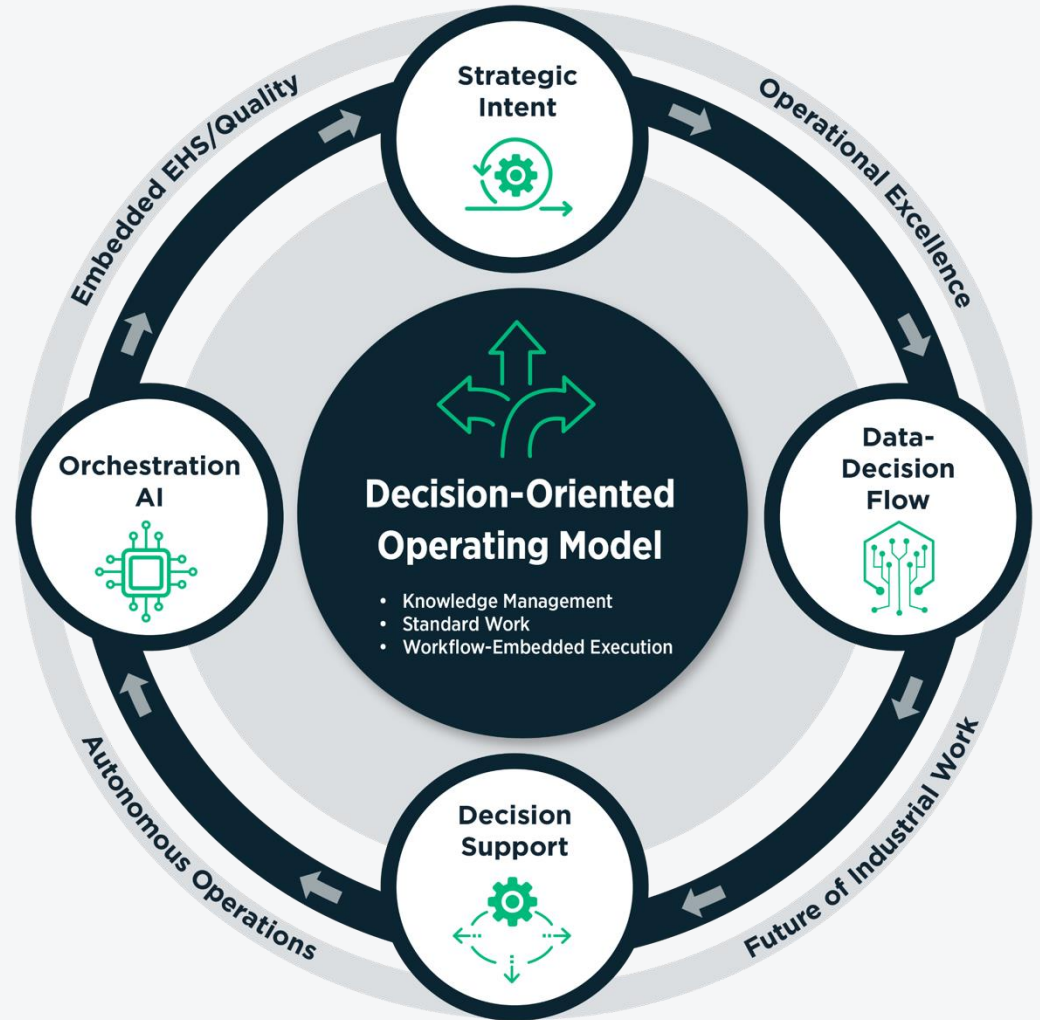 Strategic
Intent
Embedded EHS/Quality
Operational Excellence
Orchestration
AI
Decision-Oriented
Operating Model
• Knowledge Management
• Standard Work
• Workflow-Embedded Execution
Data-
Decision
Flow
Decision
Support
Autonomous Operations
Future of Industrial Work